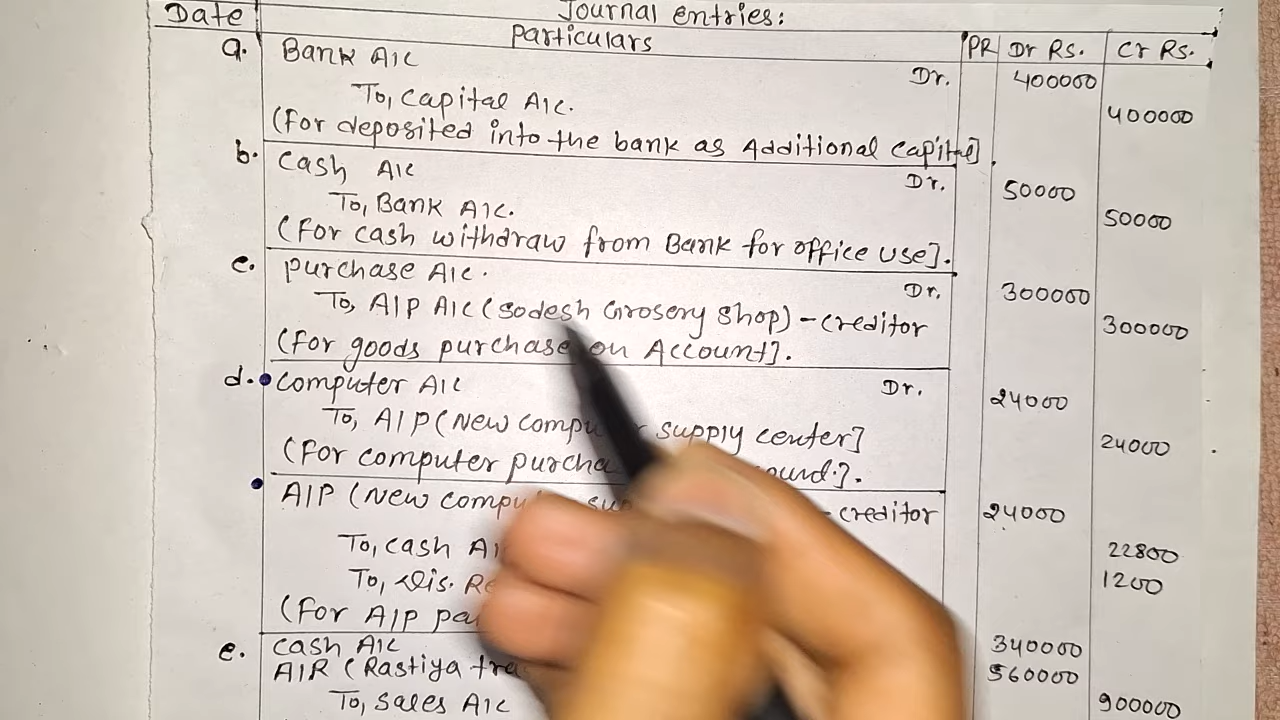 Journal entries:
Date Particulars PR Dr Rs. Cr Rs.
a. Bank A/C Dr. 400000
To, Capital A/C. 400000
(For deposited into the bank as Additional capital]
b. Cash A/C Dr. 50000
To, Bank A/C. 50000
(For cash withdraw from Bank for office use].
c. Purchase A/C. Dr. 300000
To, A/P A/C (Sodesh Grosery Shop) - creditor 300000
(For goods purchase on Account].
d. Computer A/C Dr. 24000
To, A/P (New supply center] 24000
(For computer
A/P (New creditor 24000
To, Cash 22800
To, Dis. 1200
(For A/P
e. Cash A/C 340000
A/R (Rastiya 560000
To, Sales A/C 900000